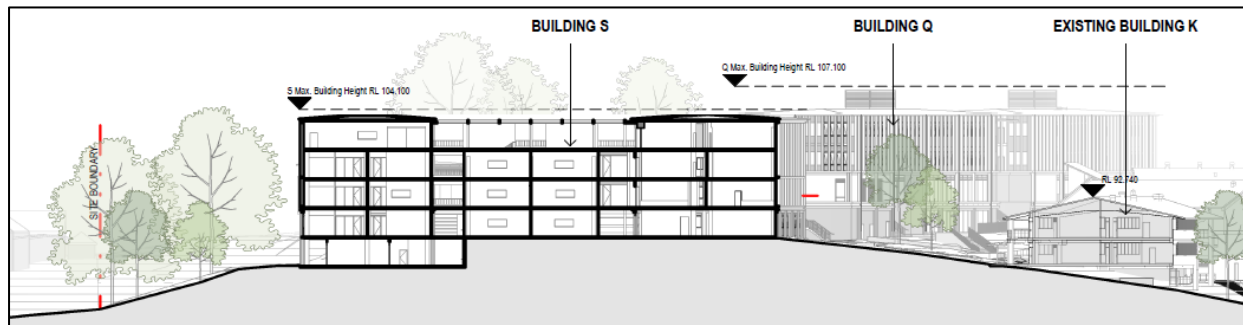 BUILDING S
BUILDING Q
EXISTING BUILDING K
Q Max. Building Height RL 107.100
S Max. Building Height RL 104.100
SITE BOUNDARY
RL 92.740